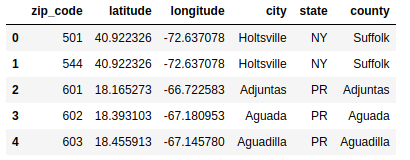 zip_code latitude longitude city state county
0 501 40.922326 -72.637078 Holtsville NY Suffolk
1 544 40.922326 -72.637078 Holtsville NY Suffolk
2 601 18.165273 -66.722583 Adjuntas PR Adjuntas
3 602 18.393103 -67.180953 Aguada PR Aguada
4 603 18.455913 -67.145780 Aguadilla PR Aguadilla